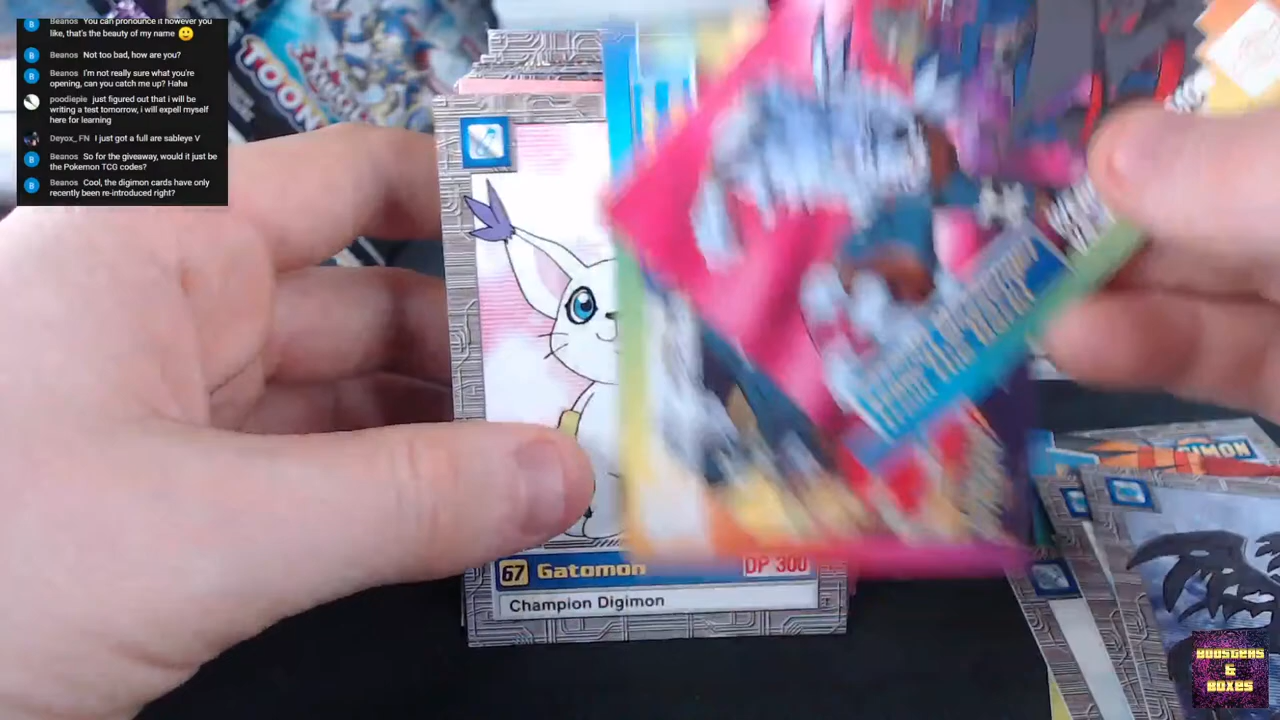 Beanos You can pronounce it however you
like, that's the beauty of my name
Beanos Not too bad, how are you?
Beanos I'm not really sure what you're
opening, can you catch me up? Haha
poodiepie just figured out that i will be
writing a test tomorrow, i will expell myself
here for learning
Deyox_FN I just got a full are sableye V
Beanos So for the giveaway, would it just be
the Pokemon TCG codes?
Beanos Cool, the digimon cards have only
recently been re-introduced right?
TOON
67 Gatomon DP 300
Champion Digimon
DIGIMON
BOOSTERS
&
BOXES